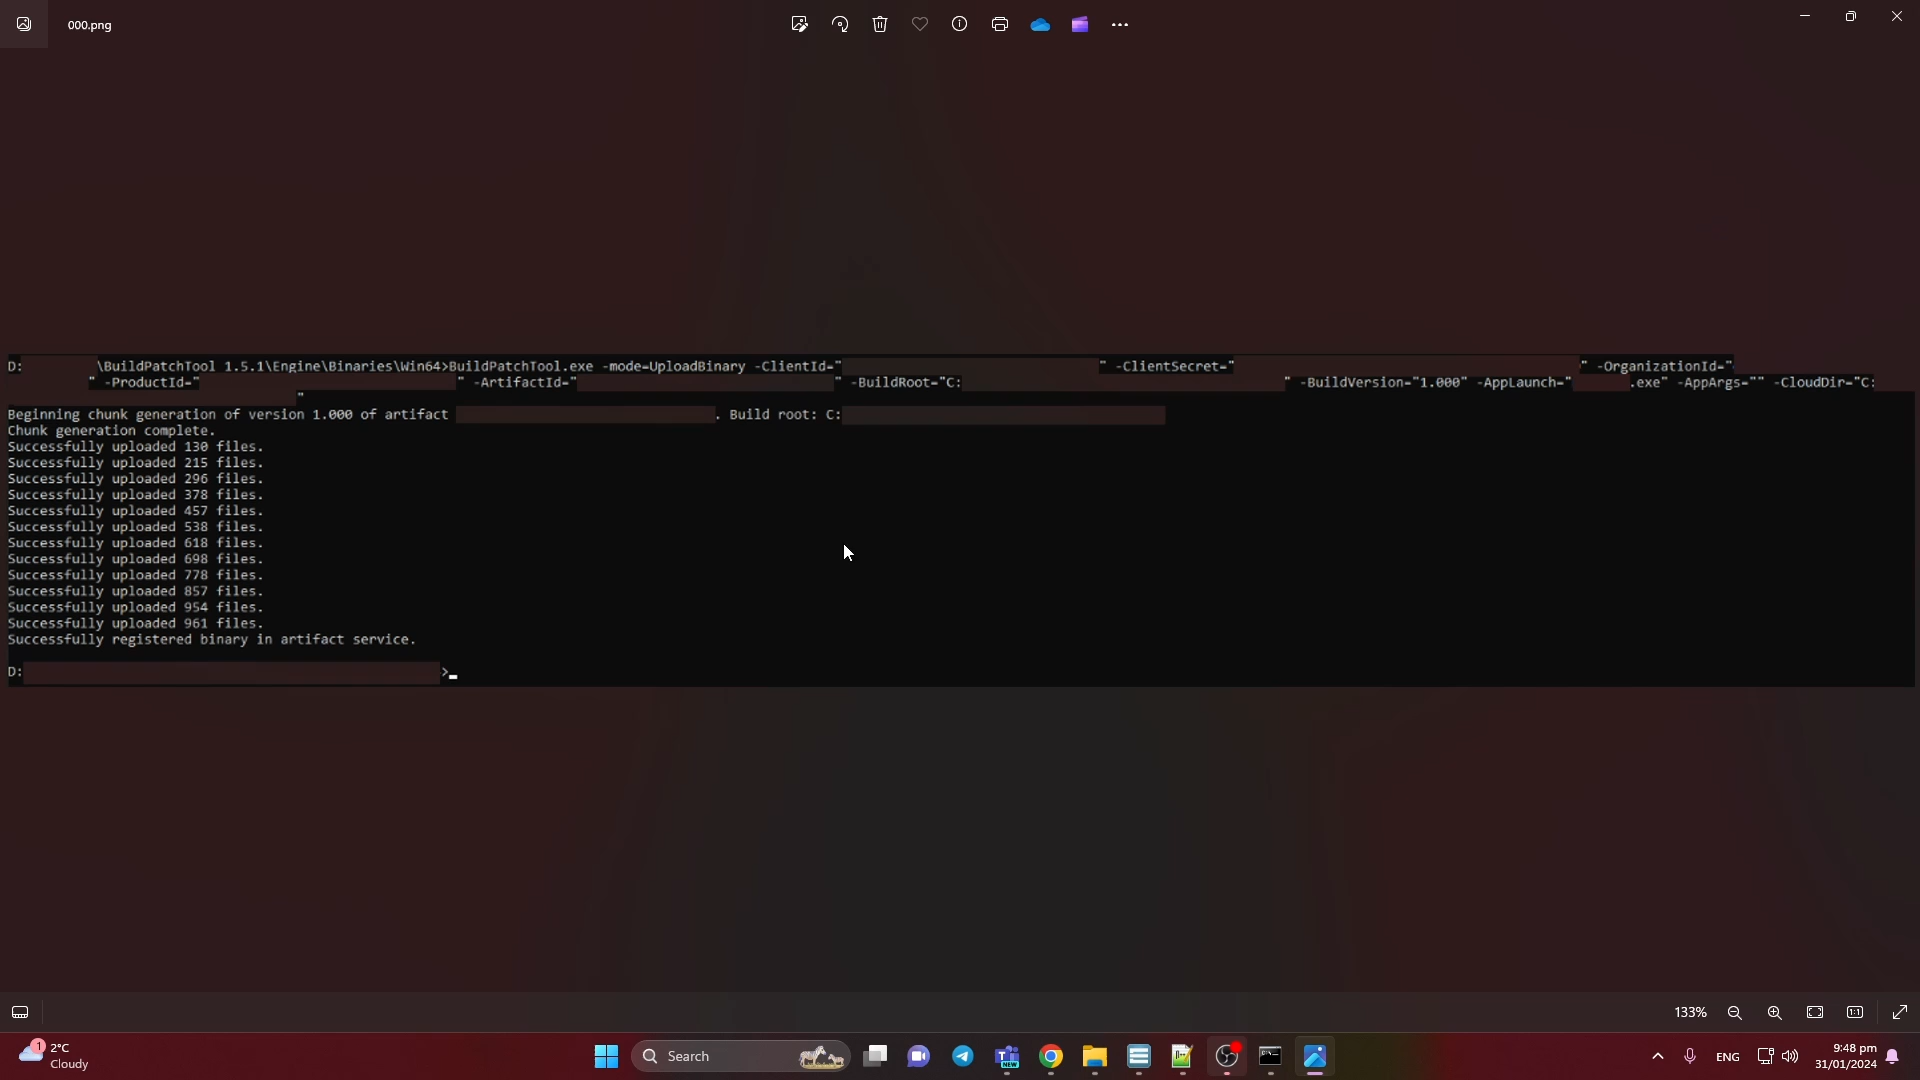 000.png
D: \BuildPatchTool 1.5.1\Engine\Binaries\Win64>BuildPatchTool.exe -mode=UploadBinary -ClientId=" " -ClientSecret=" " -OrganizationId="
" -ProductId=" " -ArtifactId=" " -BuildRoot="C: " -BuildVersion="1.000" -AppLaunch=" .exe" -AppArgs="" -CloudDir="C:
"
Beginning chunk generation of version 1.000 of artifact . Build root: C:
Chunk generation complete.
Successfully uploaded 130 files.
Successfully uploaded 215 files.
Successfully uploaded 296 files.
Successfully uploaded 378 files.
Successfully uploaded 457 files.
Successfully uploaded 538 files.
Successfully uploaded 618 files.
Successfully uploaded 698 files.
Successfully uploaded 778 files.
Successfully uploaded 857 files.
Successfully uploaded 954 files.
Successfully uploaded 961 files.
Successfully registered binary in artifact service.
D: >_
133%
1:1
1
2°C
Cloudy
Search
NEW
ENG
9:48 pm
31/01/2024